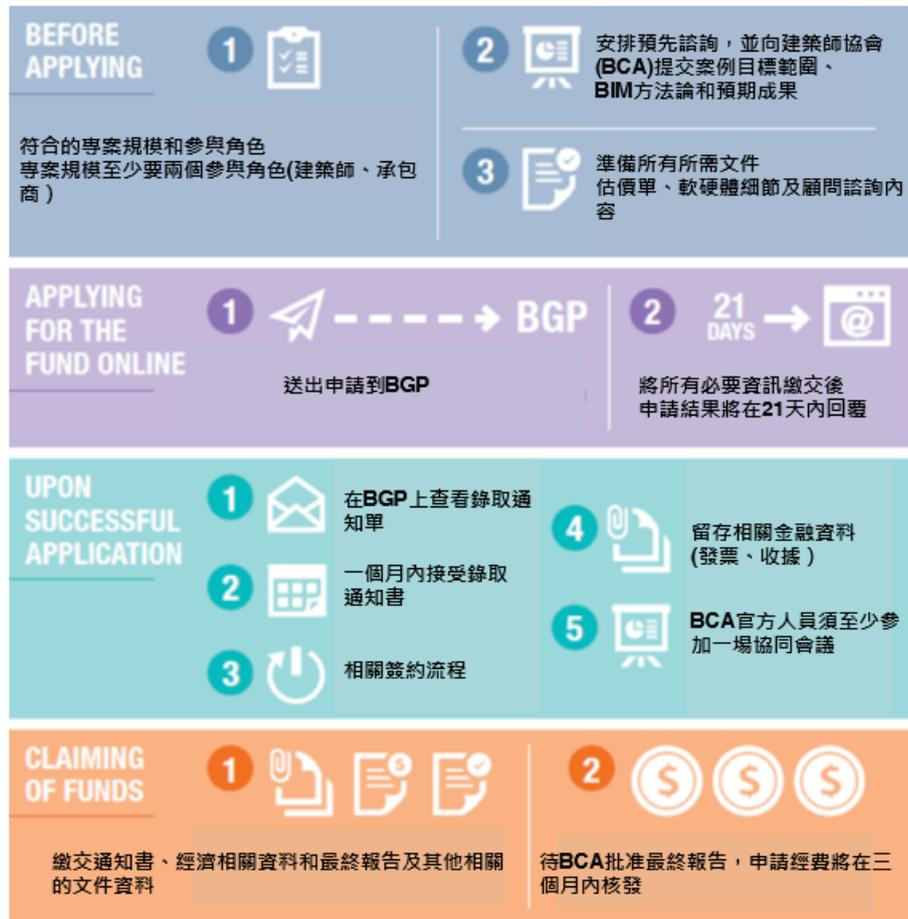 BEFORE
APPLYING
1
符合的專案規模和參與角色
專案規模至少要兩個參與角色(建築師、承包
商）
2
安排預先諮詢，並向建築師協會
(BCA)提交案例目標範圍、
BIM方法論和預期成果
3
準備所有所需文件
估價單、軟硬體細節及顧問諮詢內
容
APPLYING
FOR THE
FUND ONLINE
1
BGP
送出申請到BGP
2
21
DAYS
@
將所有必要資訊繳交後
申請結果將在21天內回覆
UPON
SUCCESSFUL
APPLICATION
1
在BGP上查看錄取通
知單
2
一個月內接受錄取
通知書
3
相關簽約流程
4
留存相關金融資料
(發票、收據）
5
BCA官方人員須至少參
加一場協同會議
CLAIMING
OF FUNDS
1
$
繳交通知書、經濟相關資料和最終報告及其他相關
的文件資料
2
$ $ $
待BCA批准最終報告，申請經費將在三
個月內核發